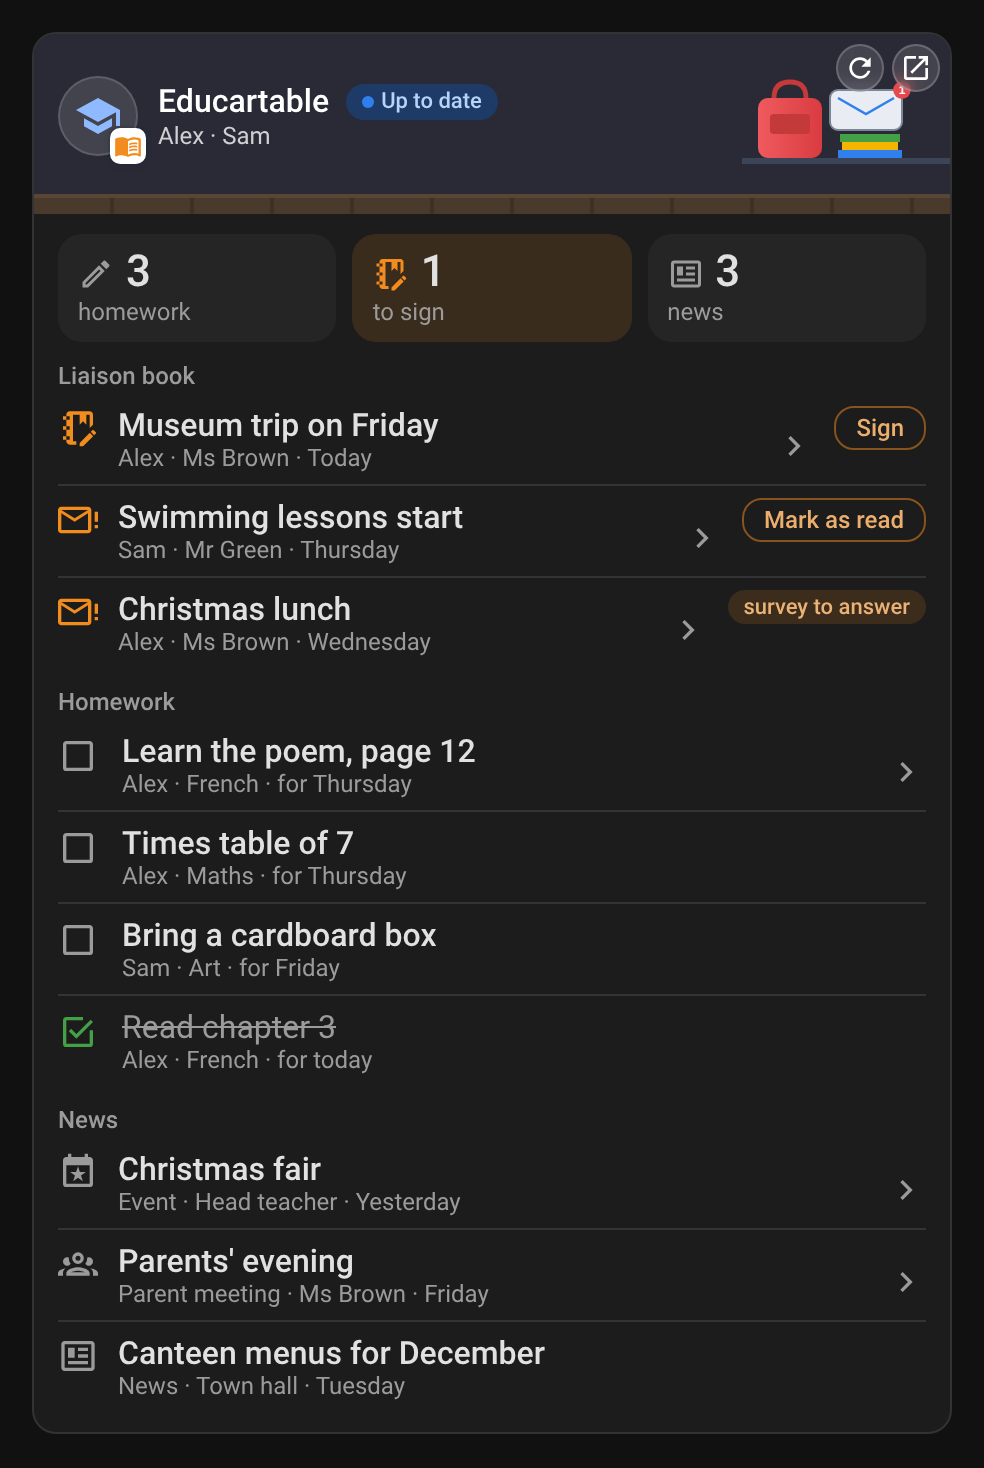 Educartable
Up to date
Alex · Sam
1
3
homework
1
to sign
3
news
Liaison book
Museum trip on Friday
Alex · Ms Brown · Today
Sign
Swimming lessons start
Sam · Mr Green · Thursday
Mark as read
Christmas lunch
Alex · Ms Brown · Wednesday
survey to answer
Homework
Learn the poem, page 12
Alex · French · for Thursday
Times table of 7
Alex · Maths · for Thursday
Bring a cardboard box
Sam · Art · for Friday
Read chapter 3
Alex · French · for today
News
Christmas fair
Event · Head teacher · Yesterday
Parents' evening
Parent meeting · Ms Brown · Friday
Canteen menus for December
News · Town hall · Tuesday